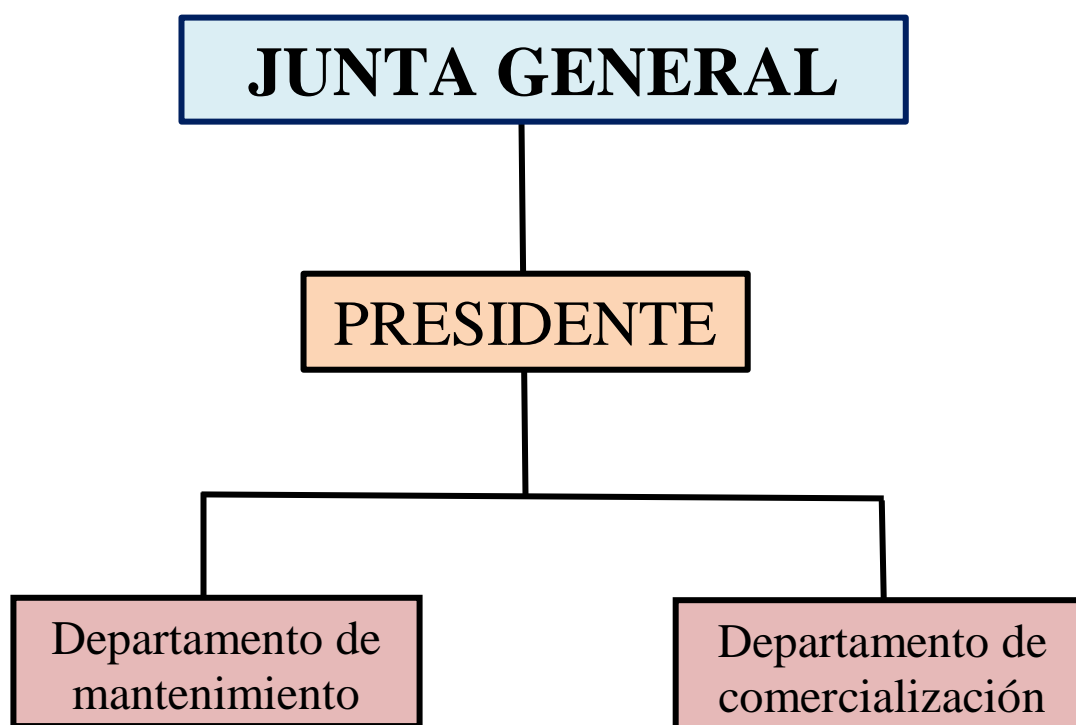 JUNTA GENERAL
PRESIDENTE
Departamento de
mantenimiento
Departamento de
comercialización